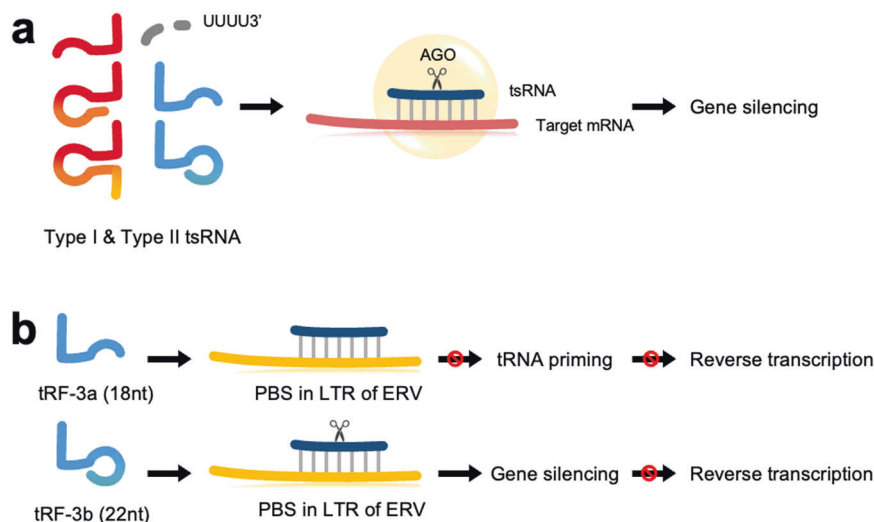 a
UUUU3’
AGO
tsRNA
Target mRNA
Gene silencing
Type I & Type II tsRNA
b
tRF-3a (18nt)
PBS in LTR of ERV
tRNA priming
Reverse transcription
tRF-3b (22nt)
PBS in LTR of ERV
Gene silencing
Reverse transcription